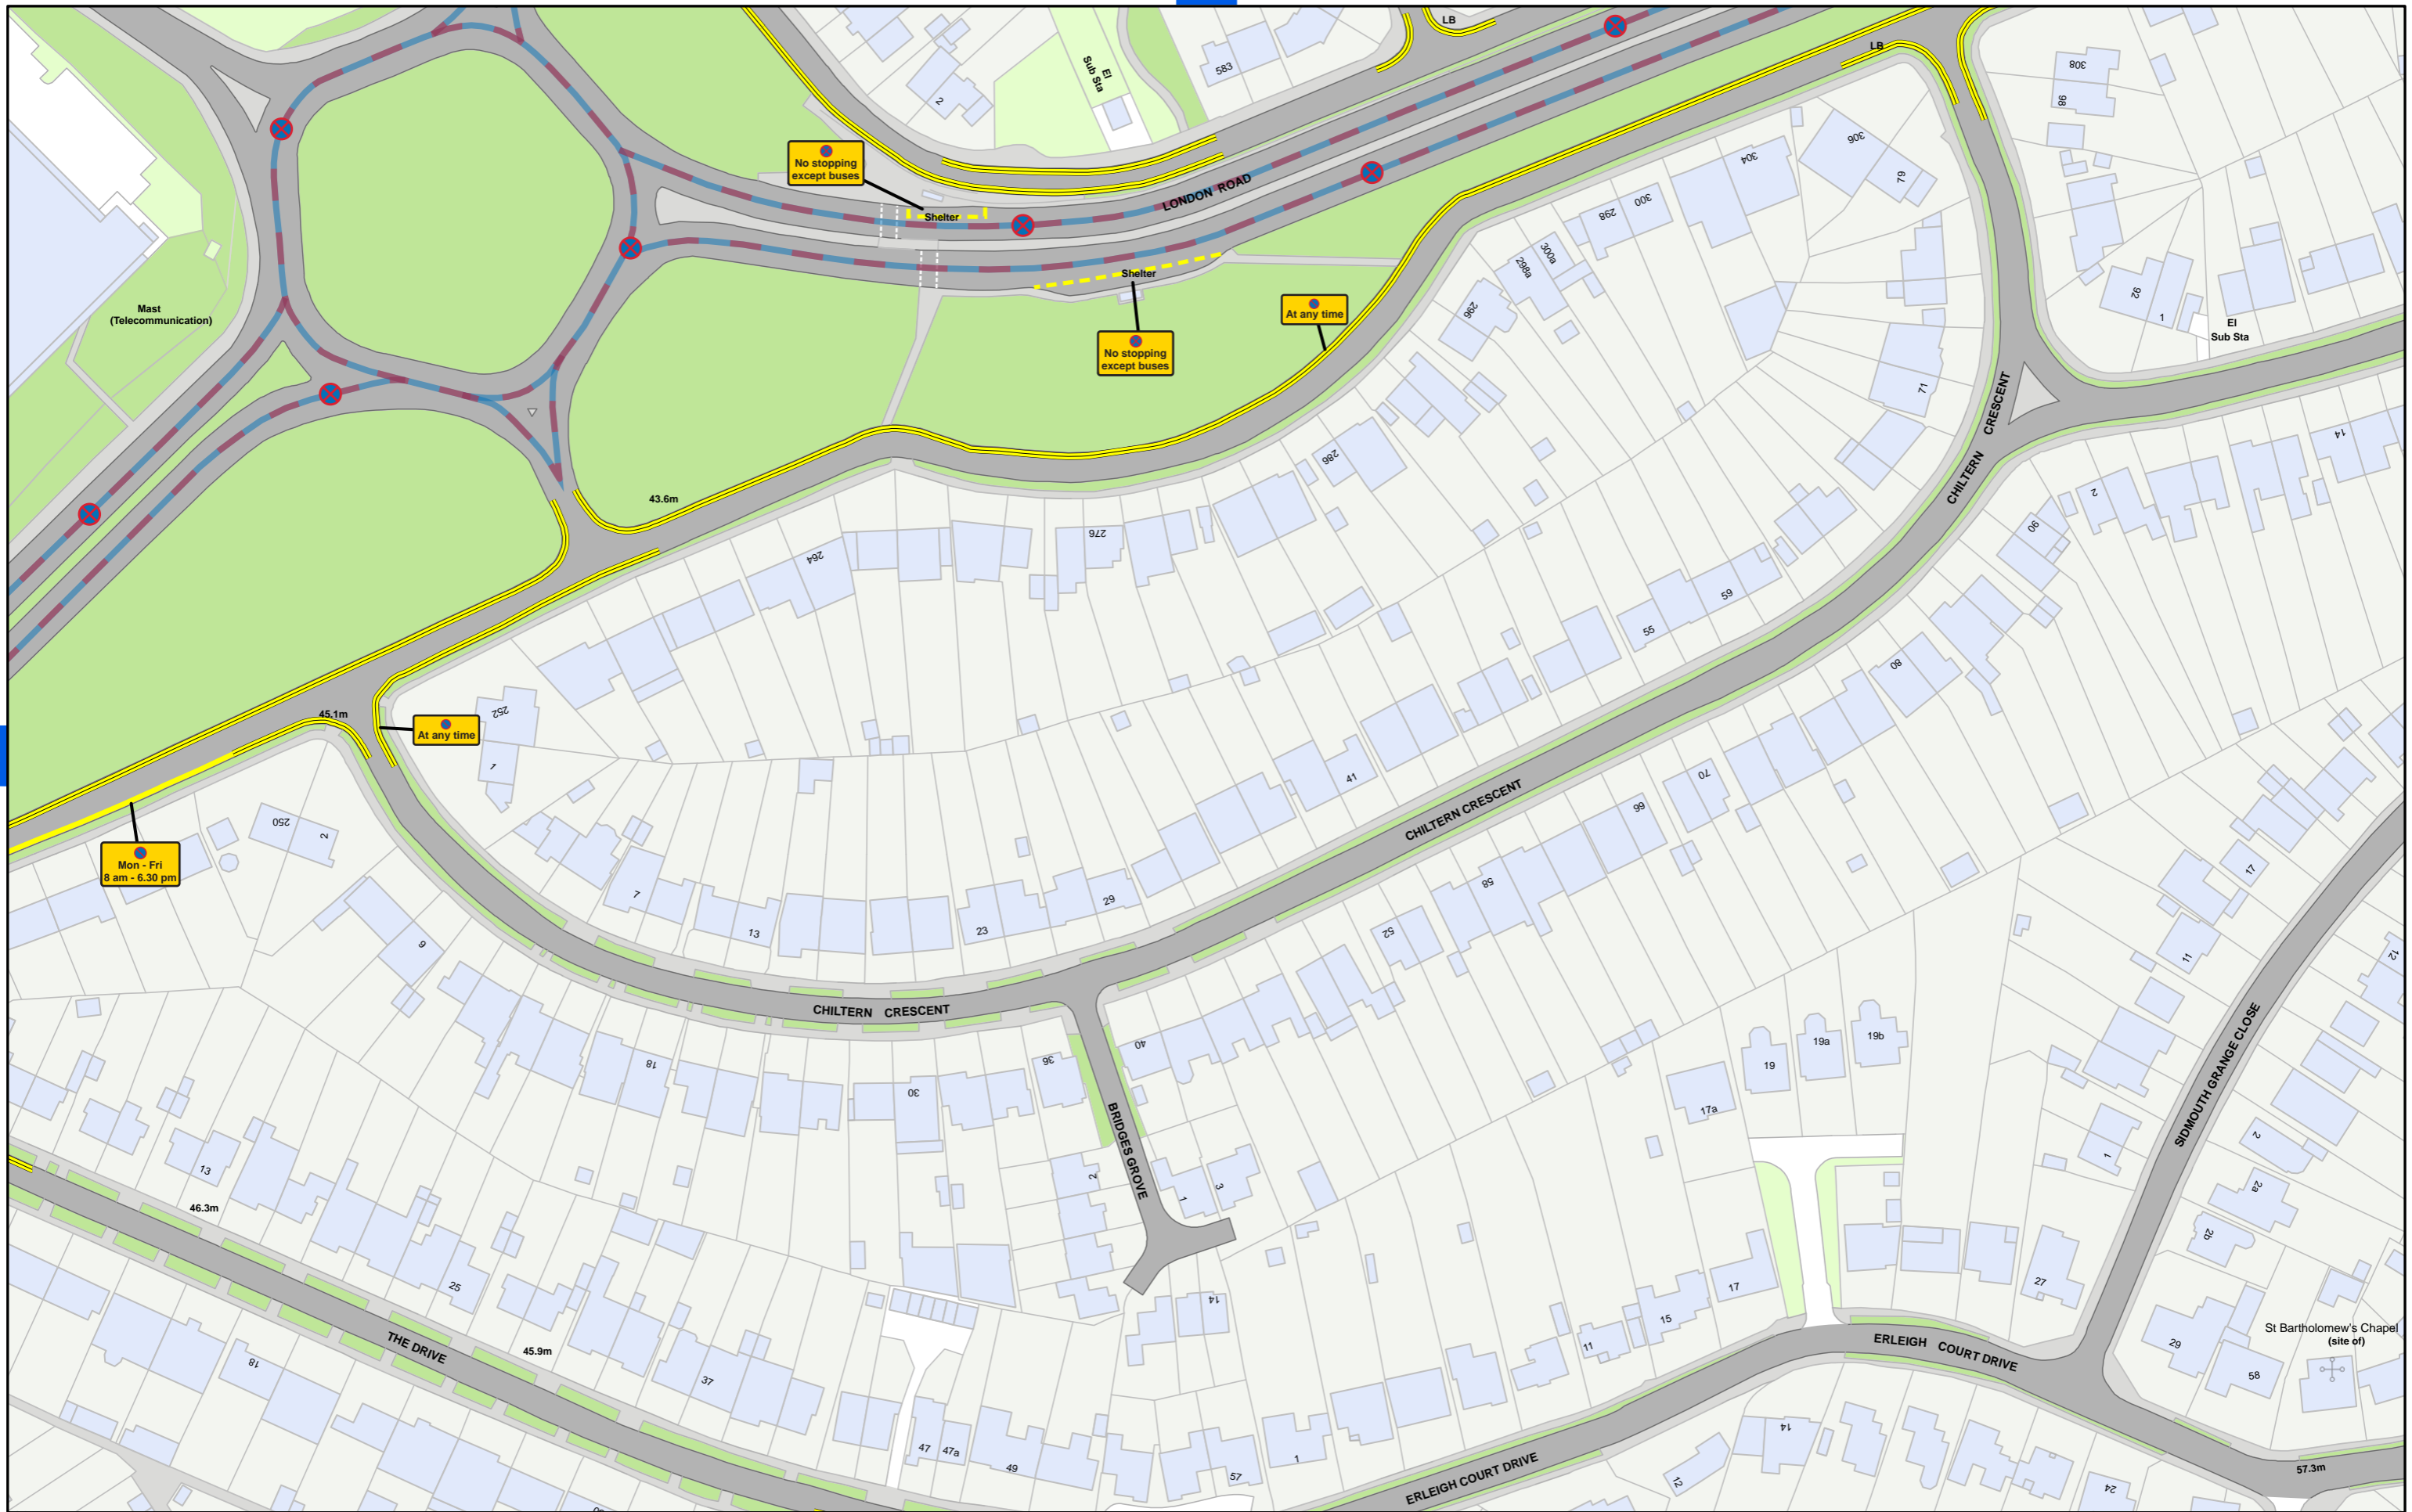 LB
LB
583
El
Sub Sta
2
308
98
306
79
304
No stopping
except buses
LONDON ROAD
Shelter
298
300
298a
300a
296
Shelter
No stopping
except buses
At any time
Mast
(Telecommunication)
92
1
El
Sub Sta
71
CHILTERN CRESCENT
14
2
90
286
43.6m
276
264
59
55
80
252
1
45.1m
At any time
41
70
66
CHILTERN CRESCENT
250
2
Mon - Fri
8 am - 6.30 pm
7
13
23
29
58
52
9
17
11
12
CHILTERN CRESCENT
18
30
36
40
BRIDGES GROVE
19
19a
19b
17a
SIDMOUTH GRANGE CLOSE
1
2
2a
2b
13
46.3m
2
1
3
25
14
17
15
11
27
THE DRIVE
45.9m
18
37
ERLEIGH COURT DRIVE
29
58
St Bartholomew's Chapel
(site of)
47
47a
49
57
1
ERLEIGH COURT DRIVE
12
14
24
57.3m